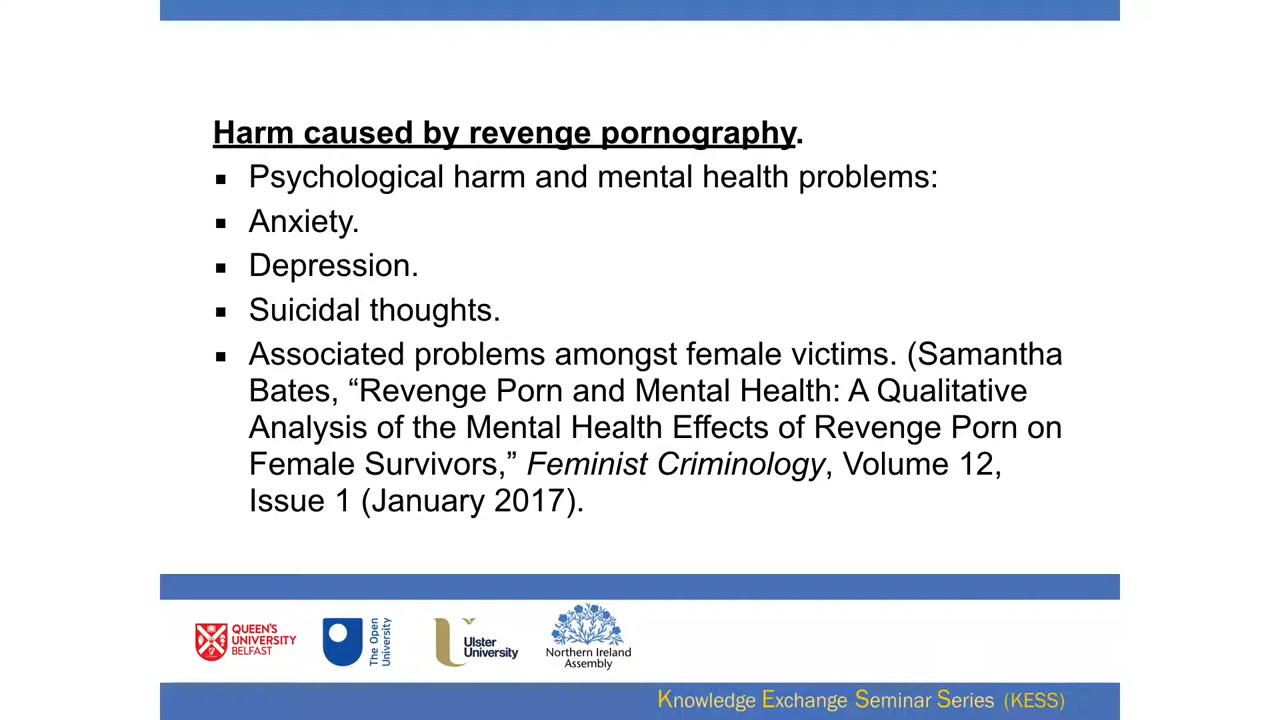 Harm caused by revenge pornography.
▪ Psychological harm and mental health problems:
▪ Anxiety.
▪ Depression.
▪ Suicidal thoughts.
▪ Associated problems amongst female victims. (Samantha
Bates, “Revenge Porn and Mental Health: A Qualitative
Analysis of the Mental Health Effects of Revenge Porn on
Female Survivors,” Feminist Criminology, Volume 12,
Issue 1 (January 2017).
QUEEN'S
UNIVERSITY
BELFAST
The Open
University
Ulster
University
Northern Ireland
Assembly
Knowledge Exchange Seminar Series (KESS)